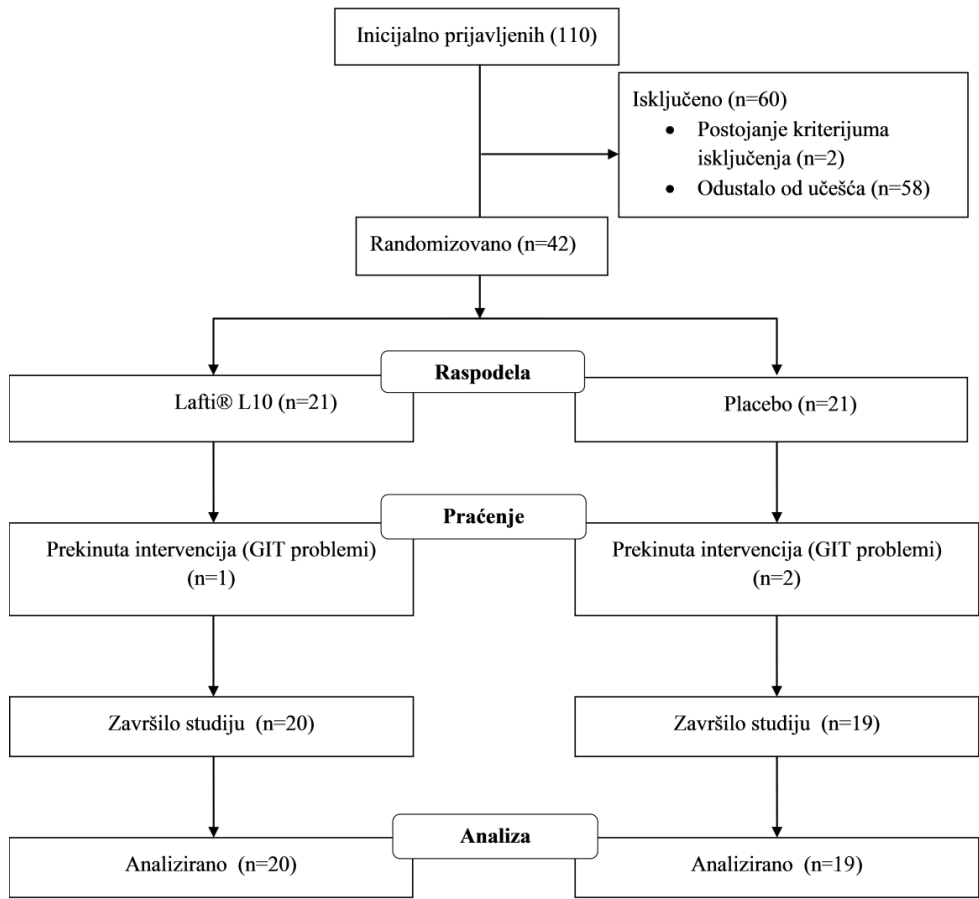 Inicijalno prijavljenih (110)
Isključeno (n=60)
• Postojanje kriterijuma
isključenja (n=2)
• Odustalo od učešća (n=58)
Randomizovano (n=42)
Raspodela
Lafti® L10 (n=21)
Placebo (n=21)
Praćenje
Prekinuta intervencija (GIT problemi)
(n=1)
Prekinuta intervencija (GIT problemi)
(n=2)
Završilo studiju (n=20)
Završilo studiju (n=19)
Analiza
Analizirano (n=20)
Analizirano (n=19)